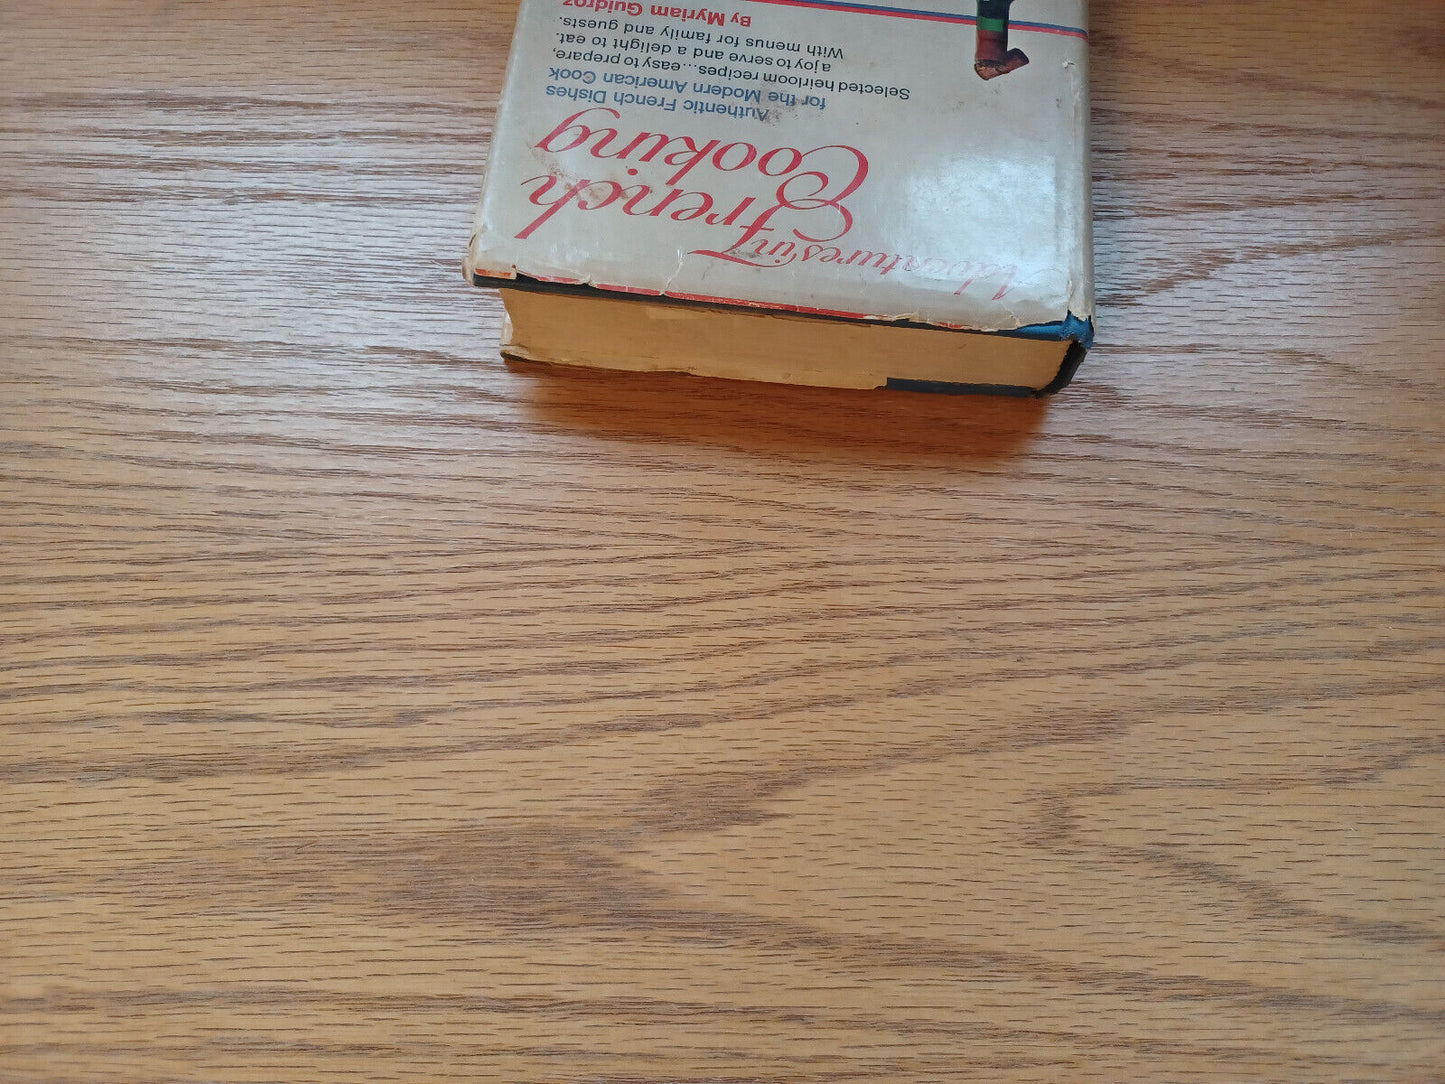 Adventures in
French
Cooking
Authentic French Dishes
for the Modern American Cook
Selected heirloom recipes...easy to prepare,
a joy to serve and a delight to eat.
With menus for family and guests.
By Myriam Guidroz